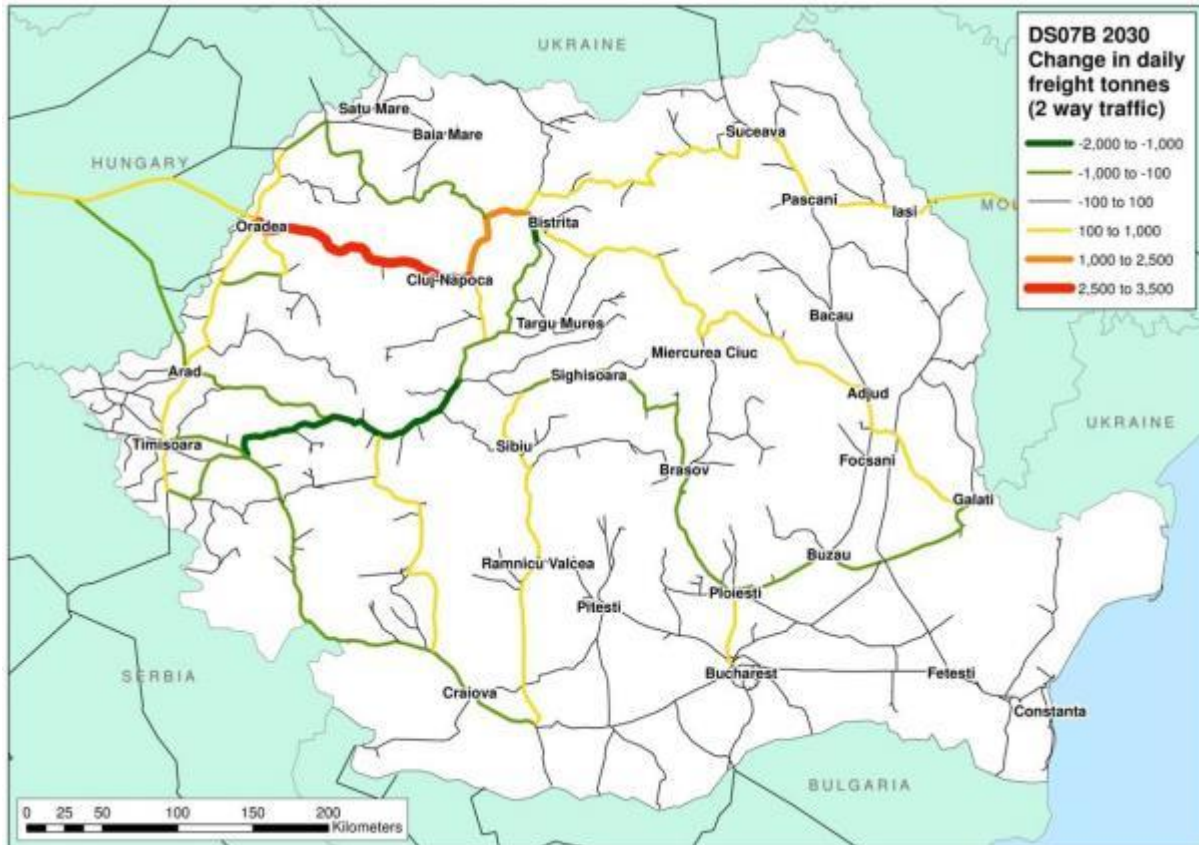 DS07B 2030
Change in daily
freight tonnes
(2 way traffic)
-2,000 to -1,000
-1,000 to -100
-100 to 100
100 to 1,000
1,000 to 2,500
2,500 to 3,500
UKRAINE
Satu Mare
Baia Mare
Suceava
HUNGARY
Pascani
Iasi
MOL
Oradea
Bistrita
Cluj-Napoca
Targu Mures
Bacau
Miercurea Ciuc
Arad
Sighisoara
Adjud
UKRAINE
Timisoara
Sibiu
Focsani
Brasov
Galati
Ramnicu Valcea
Buzau
Ploiesti
Pitesti
SERBIA
Bucharest
Fetesti
Craiova
Constanta
BULGARIA
0 25 50 100 150 200
Kilometers